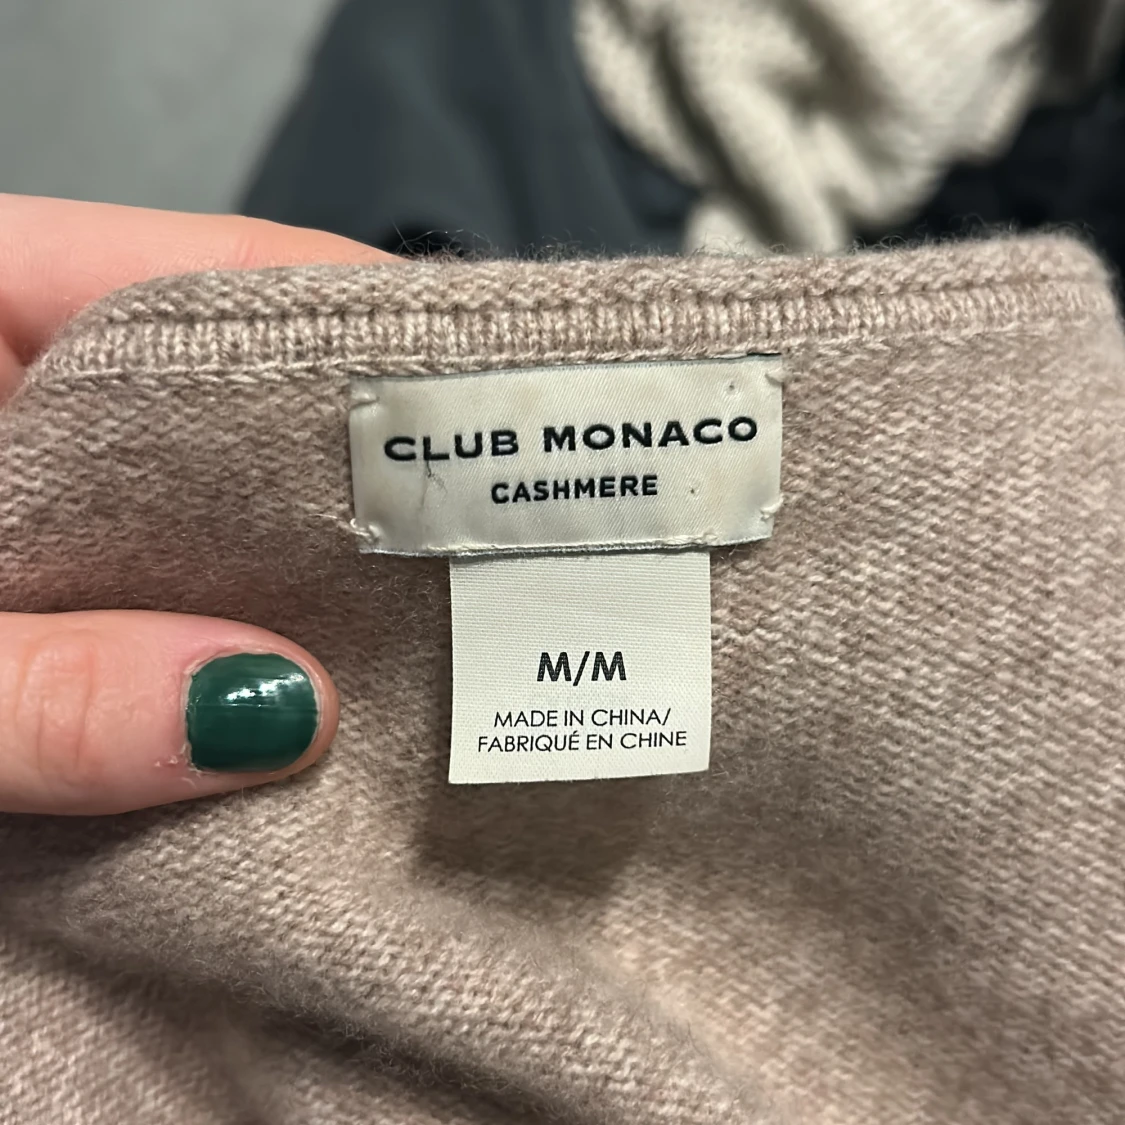 CLUB MONACO
CASHMERE
M/M
MADE IN CHINA/
FABRIQUÉ EN CHINE